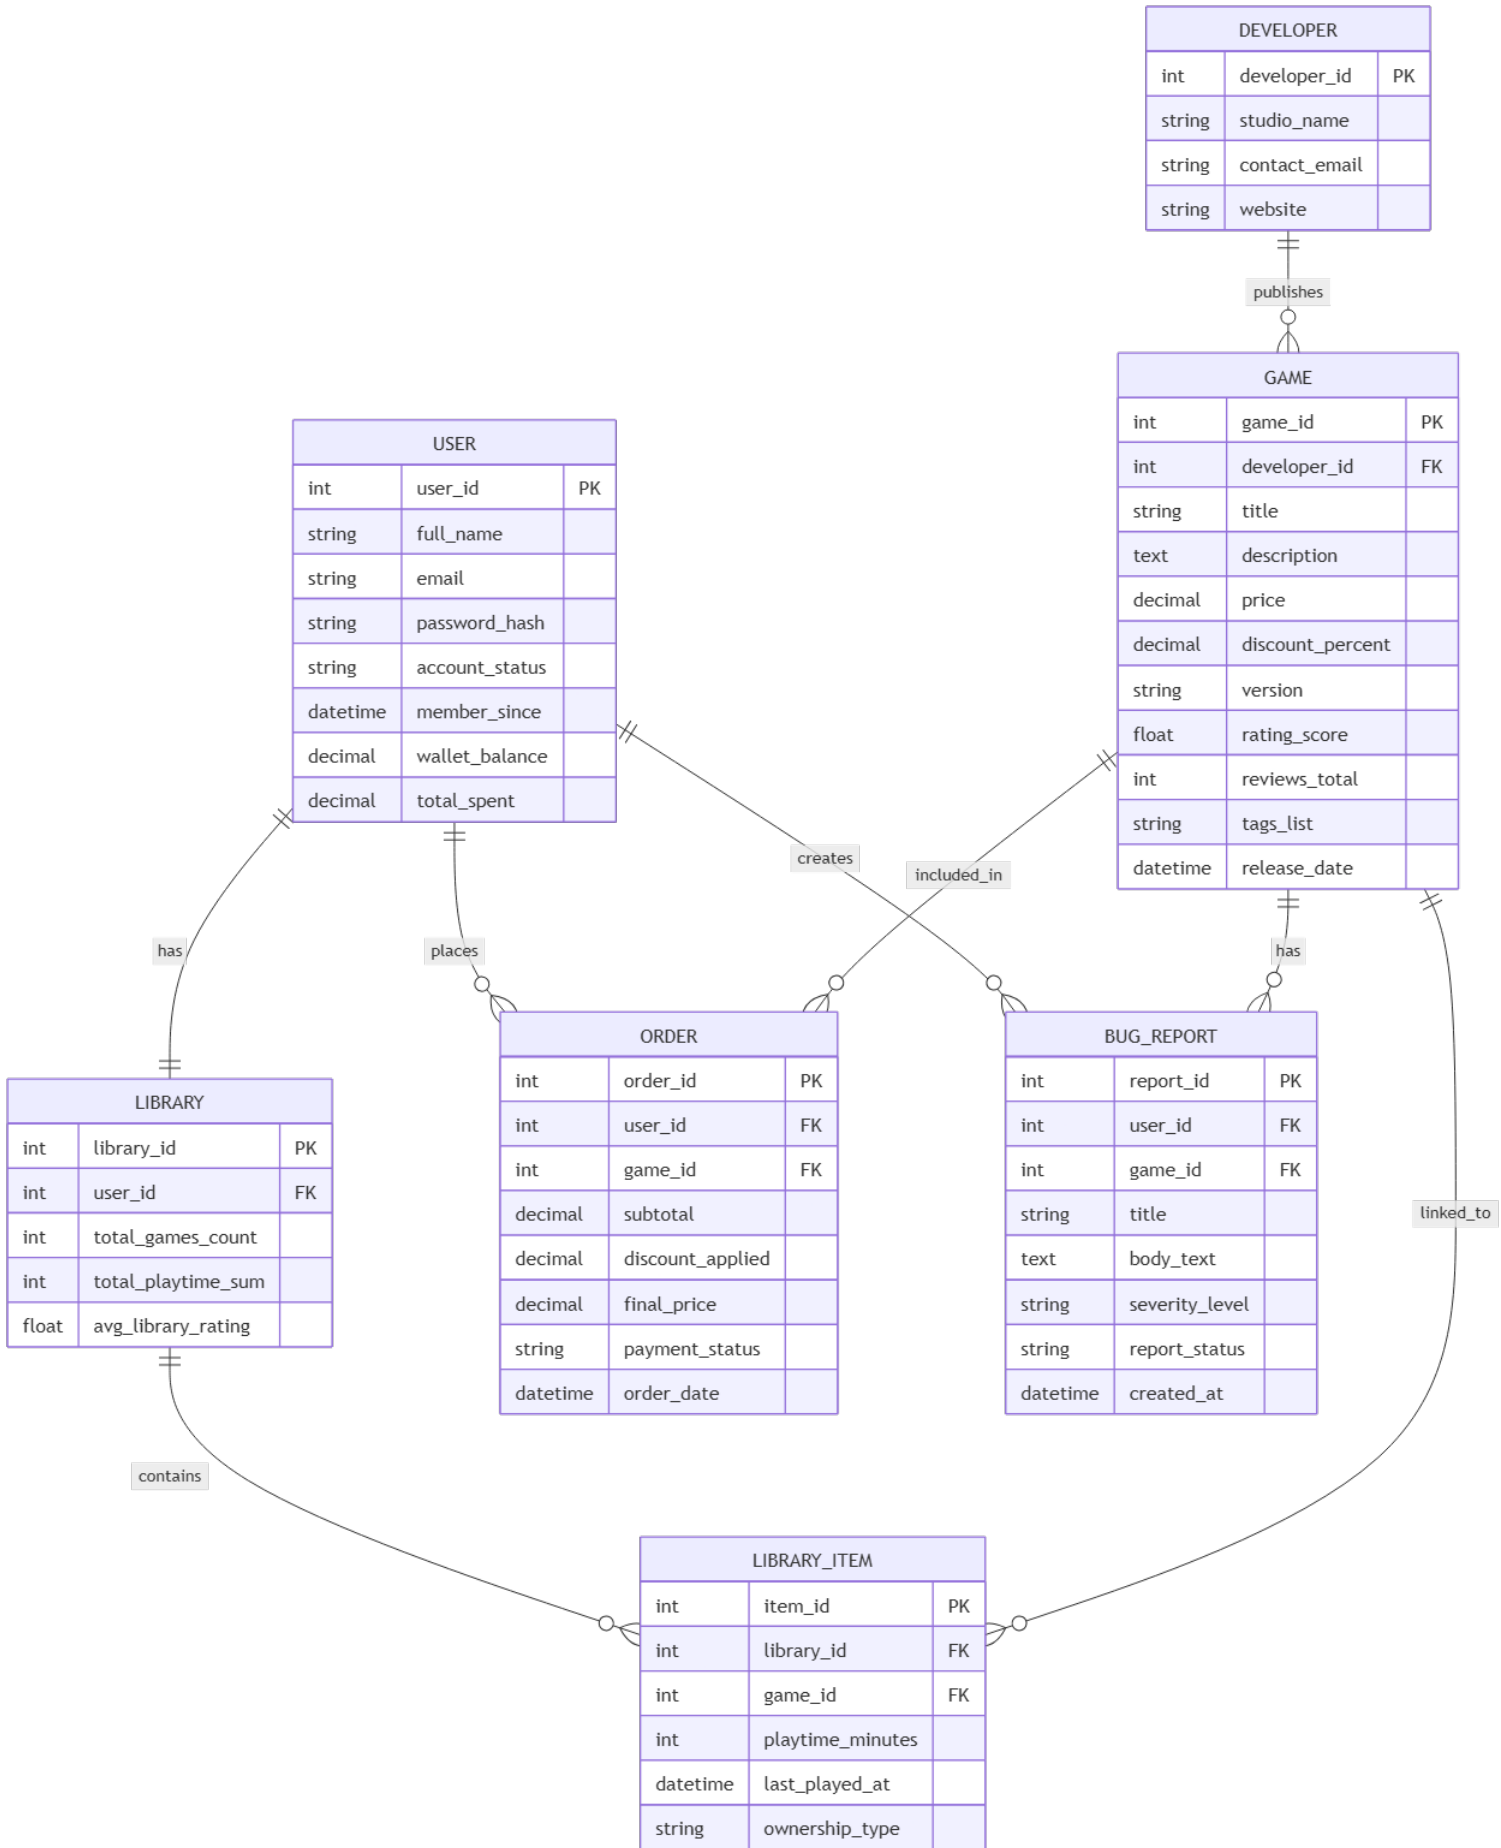 DEVELOPER
int developer_id PK
string studio_name
string contact_email
string website
publishes
GAME
int game_id PK
int developer_id FK
string title
text description
decimal price
decimal discount_percent
string version
float rating_score
int reviews_total
string tags_list
datetime release_date
USER
int user_id PK
string full_name
string email
string password_hash
string account_status
datetime member_since
decimal wallet_balance
decimal total_spent
creates
included_in
has
places
has
ORDER
int order_id PK
int user_id FK
int game_id FK
decimal subtotal
decimal discount_applied
decimal final_price
string payment_status
datetime order_date
BUG_REPORT
int report_id PK
int user_id FK
int game_id FK
string title
text body_text
string severity_level
string report_status
datetime created_at
LIBRARY
int library_id PK
int user_id FK
int total_games_count
int total_playtime_sum
float avg_library_rating
linked_to
contains
LIBRARY_ITEM
int item_id PK
int library_id FK
int game_id FK
int playtime_minutes
datetime last_played_at
string ownership_type